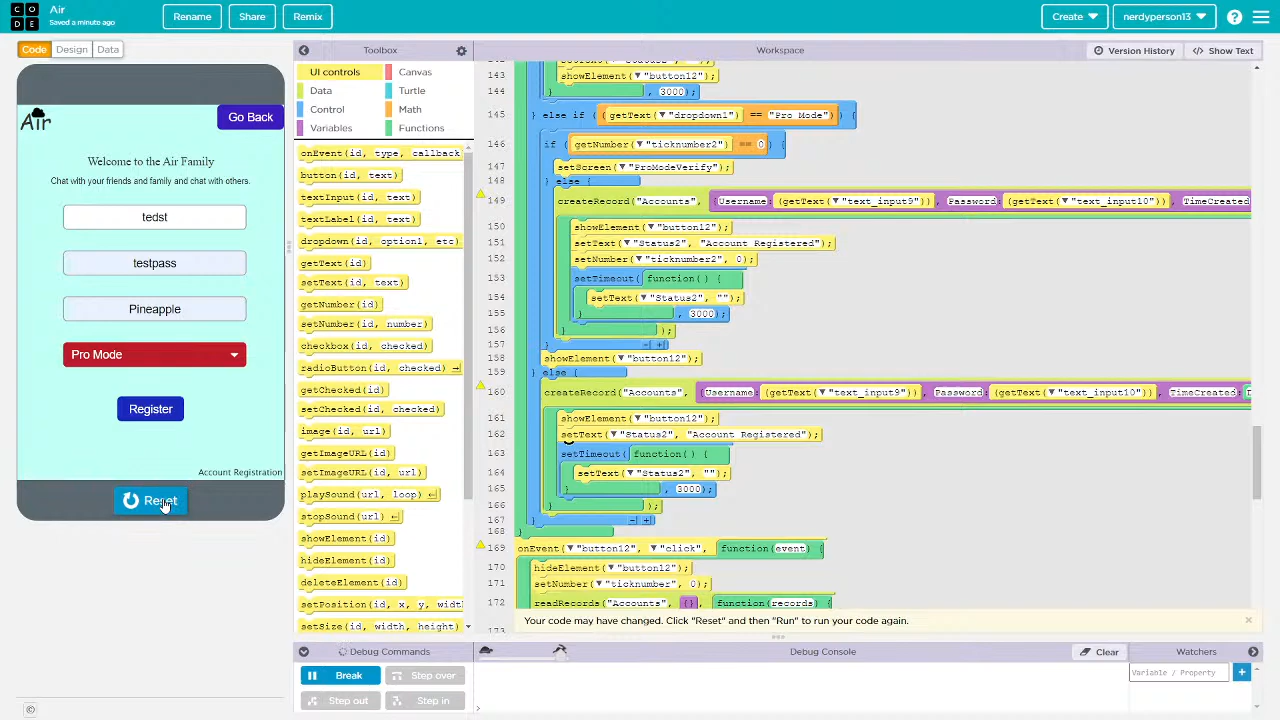 CODE
Air
Saved a minute ago
Rename
Share
Remix
Create
nerdyperson13
?
Code
Design
Data
Toolbox
Workspace
Version History
</> Show Text
Air
Go Back
Welcome to the Air Family
Chat with your friends and family and chat with others.
tedst
testpass
Pineapple
Pro Mode
Register
Account Registration
Reset
UI controls
Canvas
Data
Turtle
Control
Math
Variables
Functions
onEvent(id, type, callback
button(id, text)
textInput(id, text)
textLabel(id, text)
dropdown(id, option1, etc)
getText(id)
setText(id, text)
getNumber(id)
setNumber(id, number)
checkbox(id, checked)
radioButton(id, checked)
getChecked(id)
setChecked(id, checked)
image(id, url)
getImageURL(id)
setImageURL(id, url)
playSound(url, loop)
stopSound(url)
showElement(id)
hideElement(id)
deleteElement(id)
setPosition(id, x, y, width
setSize(id, width, height)
143 showElement("button12");
144 } , 3000);
145 } else if ( (getText("dropdown1") == "Pro Mode") ) {
146 if ( getNumber("ticknumber2") == 0) {
147 setScreen("ProModeVerify");
148 } else {
149 createRecord("Accounts", {Username: (getText("text_input9")), Password: (getText("text_input10")), TimeCreated
150 showElement("button12");
151 setText("Status2", "Account Registered");
152 setNumber("ticknumber2", 0);
153 setTimeout( function() {
154 setText("Status2", "");
155 } , 3000);
156 } );
157 }
158 showElement("button12");
159 } else {
160 createRecord("Accounts", {Username: (getText("text_input9")), Password: (getText("text_input10")), TimeCreated:
161 showElement("button12");
162 setText("Status2", "Account Registered");
163 setTimeout( function() {
164 setText("Status2", "");
165 } , 3000);
166 } );
167 }
168 }
169 onEvent("button12", "click", function(event) {
170 hideElement("button12");
171 setNumber("ticknumber", 0);
172 readRecords("Accounts", {}, function(records) {
Your code may have changed. Click "Reset" and then "Run" to run your code again.
Debug Commands
Debug Console
Clear
Watchers
Break
Step over
Step out
Step in
Variable / Property
>